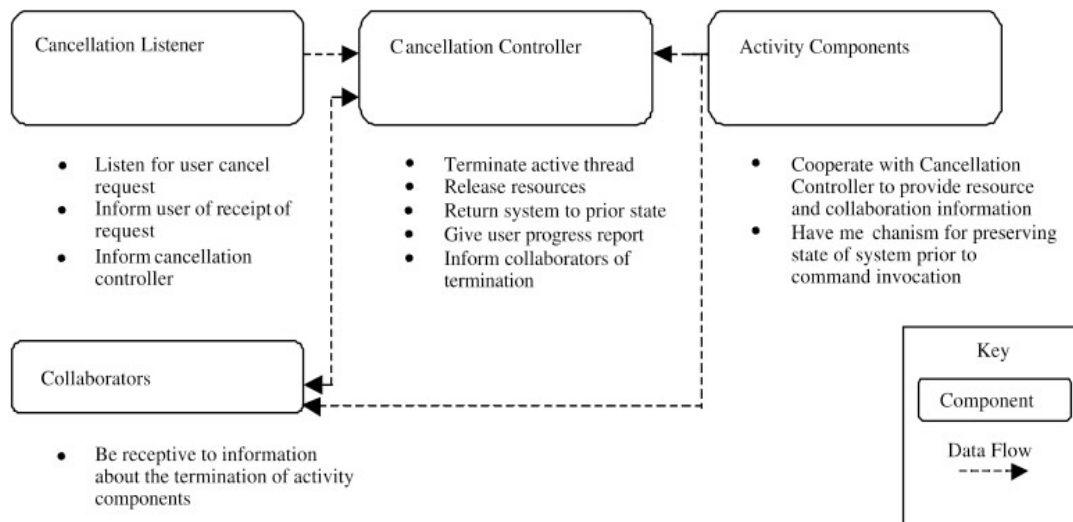 Cancellation Listener
Cancellation Controller
Activity Components
• Listen for user cancel
request
• Inform user of receipt of
request
• Inform cancellation
controller
• Terminate active thread
• Release resources
• Return system to prior state
• Give user progress report
• Inform collaborators of
termination
• Cooperate with Cancellation
Controller to provide resource
and collaboration information
• Have me chanism for preserving
state of system prior to
command invocation
Collaborators
• Be receptive to information
about the termination of activity
components
Key
Component
Data Flow